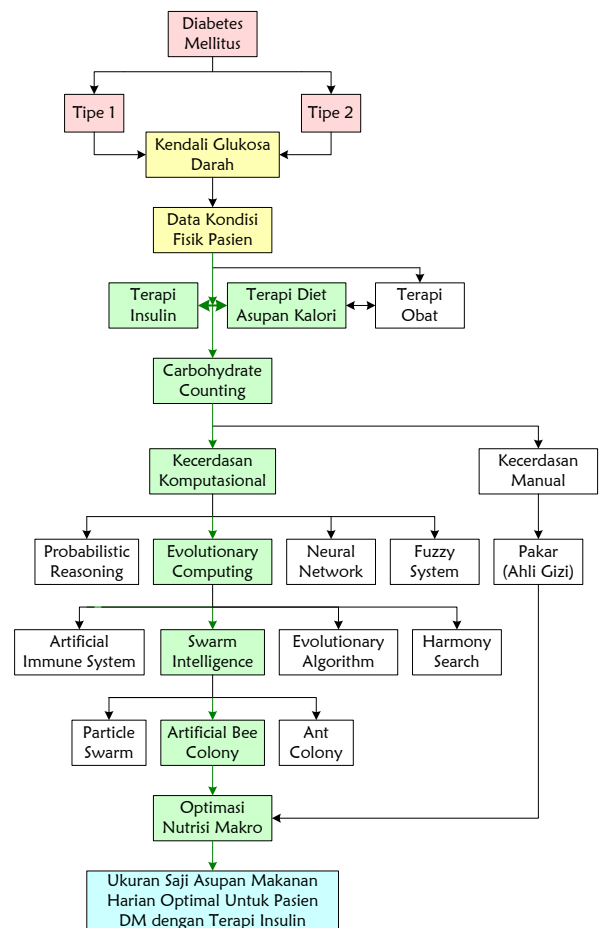 Diabetes
Mellitus
Tipe 1
Tipe 2
Kendali Glukosa
Darah
Data Kondisi
Fisik Pasien
Terapi
Insulin
Terapi Diet
Asupan Kalori
Terapi
Obat
Carbohydrate
Counting
Kecerdasan
Komputasional
Kecerdasan
Manual
Probabilistic
Reasoning
Evolutionary
Computing
Neural
Network
Fuzzy
System
Pakar
(Ahli Gizi)
Artificial
Immune System
Swarm
Intelligence
Evolutionary
Algorithm
Harmony
Search
Particle
Swarm
Artificial Bee
Colony
Ant
Colony
Optimasi
Nutrisi Makro
Ukuran Saji Asupan Makanan
Harian Optimal Untuk Pasien
DM dengan Terapi Insulin